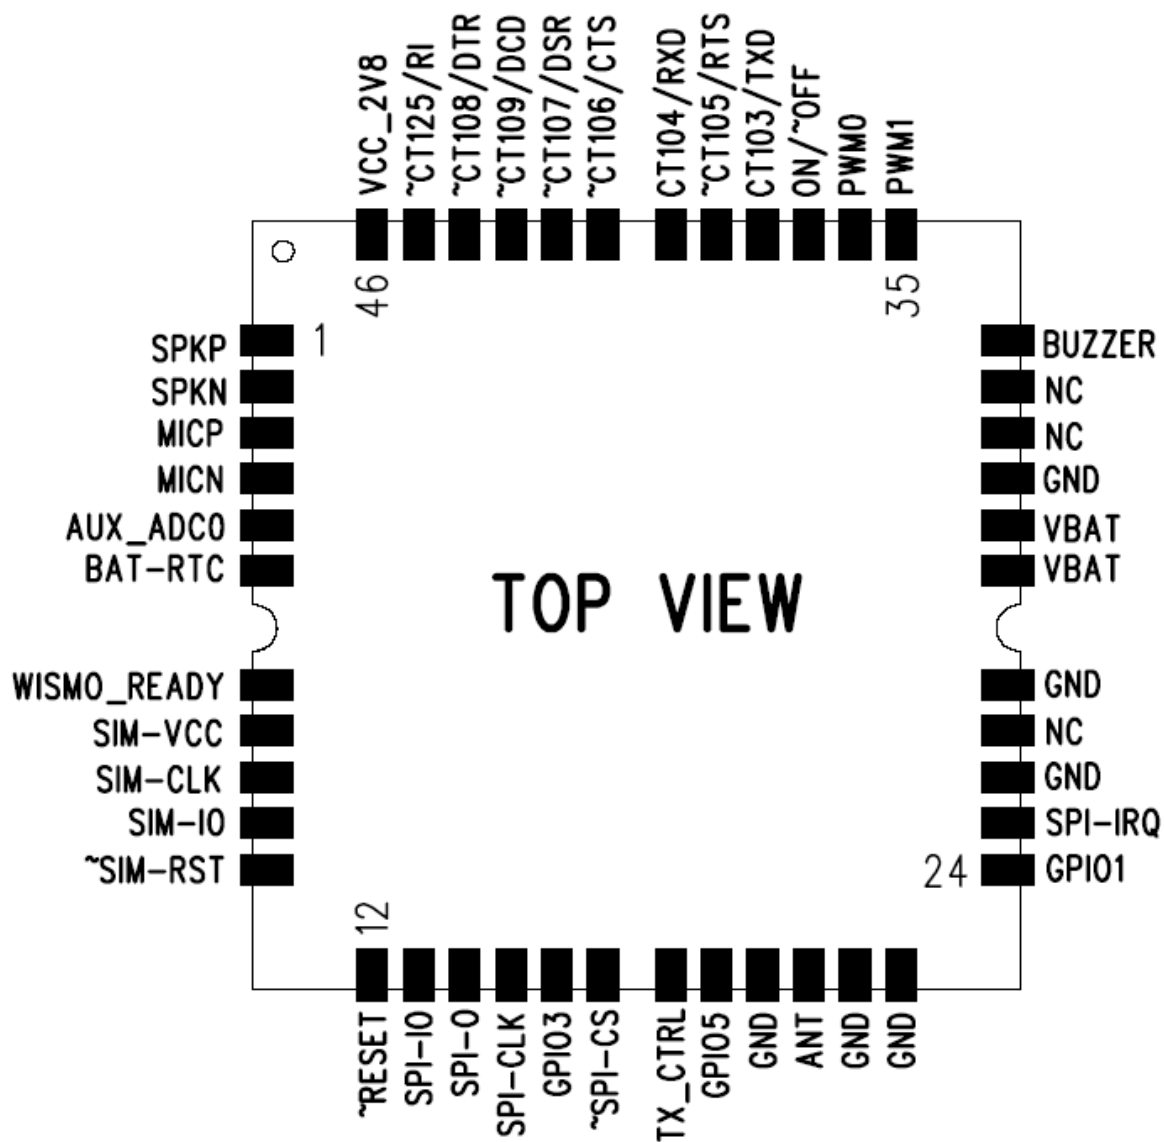 VCC_2V8
~CT125/RI
~CT108/DTR
~CT109/DCD
~CT107/DSR
~CT106/CTS
CT104/RXD
~CT105/RTS
CT103/TXD
ON/~OFF
PWM0
PWM1
46
35
SPKP
1
BUZZER
SPKN
NC
MICP
NC
MICN
GND
AUX_ADC0
VBAT
BAT-RTC
VBAT
TOP VIEW
WISMO_READY
GND
SIM-VCC
NC
SIM-CLK
GND
SIM-IO
SPI-IRQ
~SIM-RST
24
GPIO1
12
~RESET
SPI-IO
SPI-O
SPI-CLK
GPIO3
~SPI-CS
TX_CTRL
GPIO5
GND
ANT
GND
GND